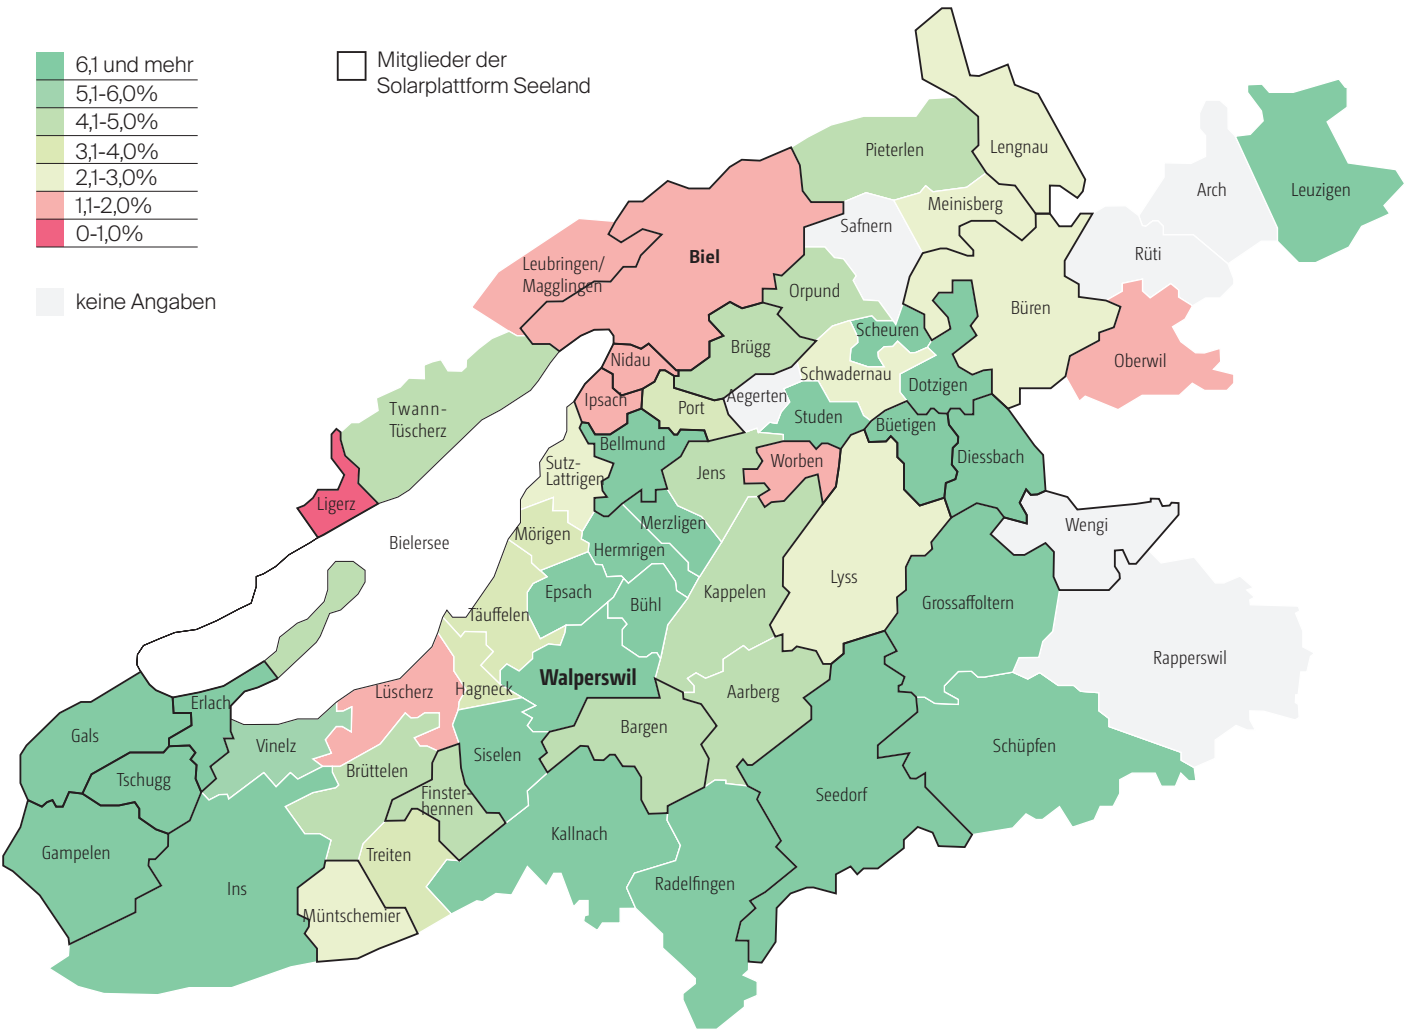 6,1 und mehr
5,1-6,0%
4,1-5,0%
3,1-4,0%
2,1-3,0%
1,1-2,0%
0-1,0%
keine Angaben
Mitglieder der
Solarplattform Seeland
Pieterlen
Lengnau
Arch
Leuzigen
Meinisberg
Safnern
Rüti
Biel
Leubringen/
Magglingen
Orpund
Büren
Scheuren
Brügg
Nidau
Oberwil
Schwadernau
Dotzigen
Aegerten
Ipsach
Port
Twann-
Tüscherz
Studen
Büetigen
Bellmund
Diessbach
Worben
Jens
Sutz-
Lattrigen
Ligerz
Merzligen
Wengi
Mörigen
Bielersee
Hermrigen
Lyss
Epsach
Kappelen
Bühl
Grossaffoltern
Täuffelen
Rapperswil
Walperswil
Hagneck
Lüscherz
Aarberg
Erlach
Bargen
Gals
Vinelz
Schüpfen
Siselen
Brüttelen
Tschugg
Finster-
hennen
Seedorf
Kallnach
Gampelen
Treiten
Radelfingen
Ins
Müntschemier